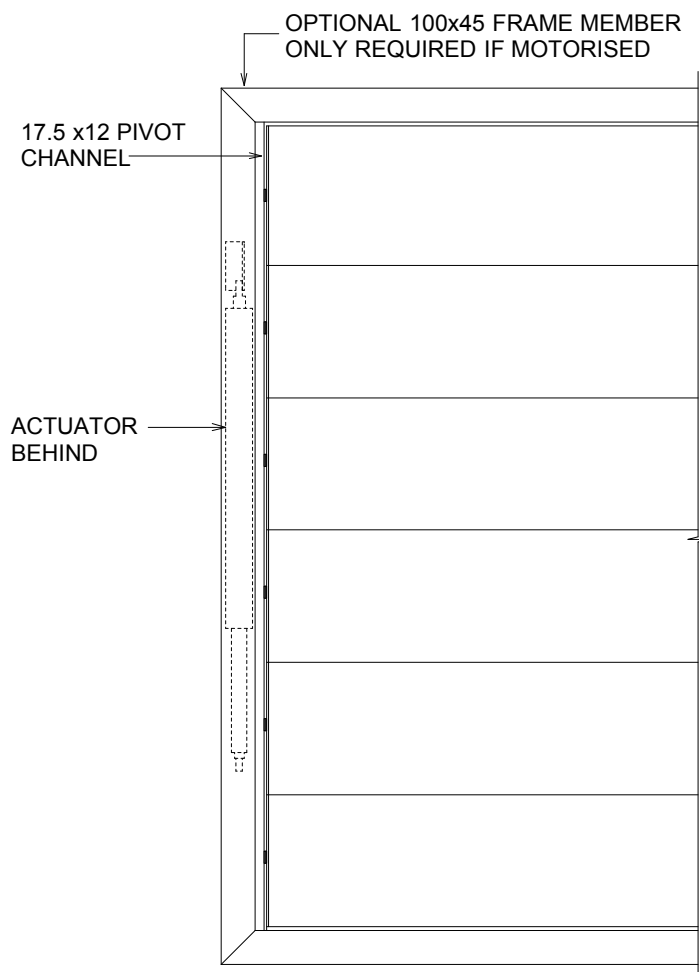 OPTIONAL 100x45 FRAME MEMBER
ONLY REQUIRED IF MOTORISED
17.5 x12 PIVOT
CHANNEL
ACTUATOR
BEHIND